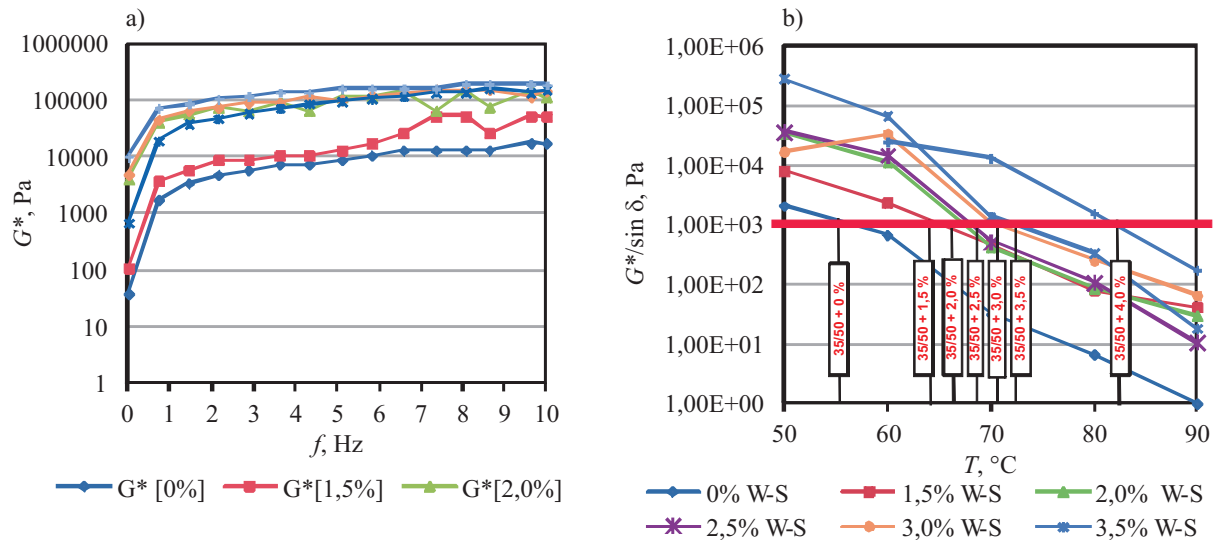 a)
G*, Pa
1000000
100000
10000
1000
100
10
1
0 1 2 3 4 5 6 7 8 9 10
f, Hz
G* [0%] G*[1,5%] G*[2,0%]
b)
G*/sin δ, Pa
1,00E+06
1,00E+05
1,00E+04
1,00E+03
1,00E+02
1,00E+01
1,00E+00
35/50 + 0 %
35/50 + 1,5 %
35/50 + 2,0 %
35/50 + 2,5 %
35/50 + 3,0 %
35/50 + 3,5 %
35/50 + 4,0 %
50 60 70 80 90
T, °C
0% W-S 1,5% W-S 2,0% W-S
2,5% W-S 3,0% W-S 3,5% W-S